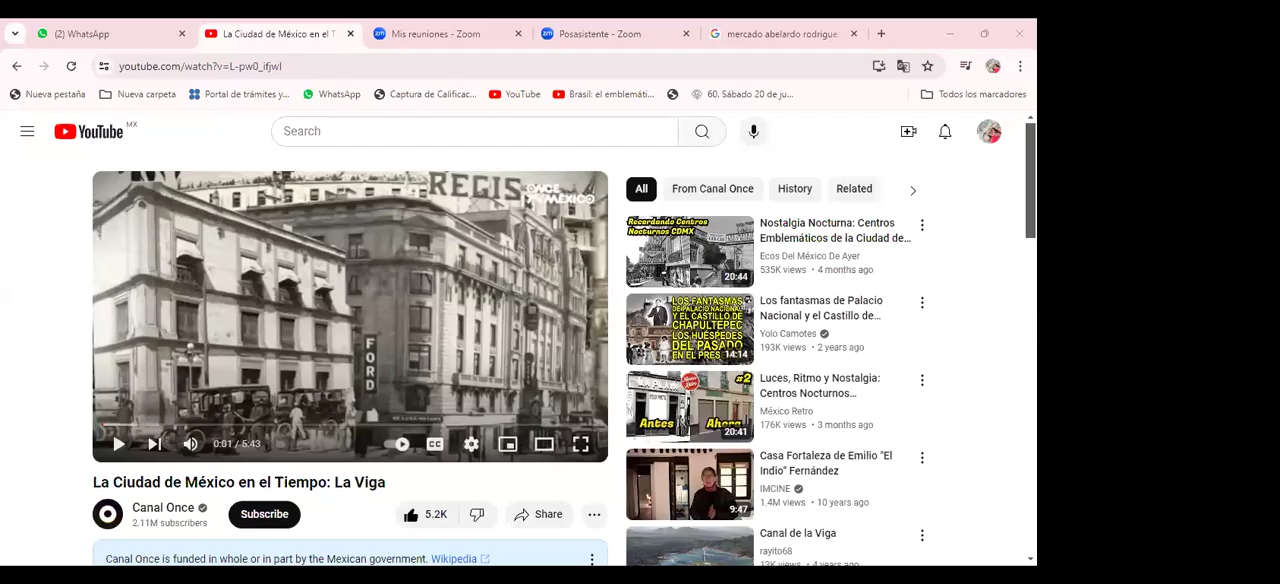 (2) WhatsApp
La Ciudad de México en el T
Mis reuniones - Zoom
Posasistente - Zoom
mercado abelardo rodrigue
youtube.com/watch?v=L-pw0_ifjwI
Nueva pestaña
Nueva carpeta
Portal de trámites y...
WhatsApp
Captura de Calificac...
YouTube
Brasil: el emblemáti...
60. Sábado 20 de ju...
Todos los marcadores
YouTube MX
Search
REGIS
ONCE
MÉXICO
FORD
0:01 / 5:43
CC
La Ciudad de México en el Tiempo: La Viga
Canal Once
2.11M subscribers
Subscribe
5.2K
Share
Canal Once is funded in whole or in part by the Mexican government. Wikipedia
All
From Canal Once
History
Related
Recordando Centros
Nocturnos CDMX
20:44
Nostalgia Nocturna: Centros
Emblemáticos de la Ciudad de...
Ecos Del México De Ayer
535K views • 4 months ago
LOS FANTASMAS
DE PALACIO NACIONAL
Y EL CASTILLO DE
CHAPULTEPEC
LOS HUÉSPEDES
DEL PASADO
EN EL PRES
14:14
Los fantasmas de Palacio
Nacional y el Castillo de...
Yolo Camotes
193K views • 2 years ago
LA PLAYA
#2
Antes
Ahora
20:41
Luces, Ritmo y Nostalgia:
Centros Nocturnos...
México Retro
176K views • 3 months ago
9:47
Casa Fortaleza de Emilio "El
Indio" Fernández
IMCINE
1.4M views • 10 years ago
Canal de la Viga
rayito68
13K views • 4 years ago